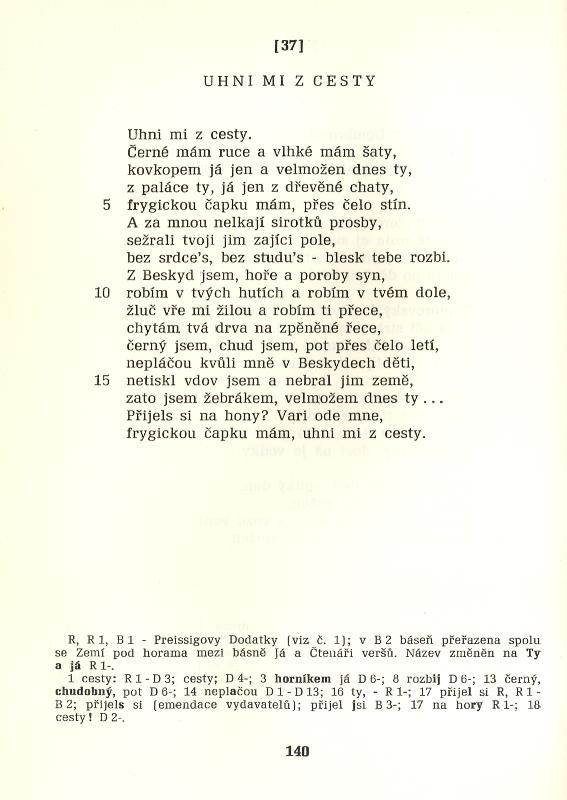 [37]
UHNI MI Z CESTY
Uhni mi z cesty.
Černé mám ruce a vlhké mám šaty,
kovkopem já jen a velmožen dnes ty,
z paláce ty, já jen z dřevěné chaty,
5 frygickou čapku mám, přes čelo stín.
A za mnou nelkají sirotků prosby,
sežrali tvoji jim zajíci pole,
bez srdce's, bez studu's - blesk tebe rozbi.
Z Beskyd jsem, hoře a poroby syn,
10 robím v tvých hutích a robím v tvém dole,
žluč vře mi žilou a robím ti přece,
chytám tvá drva na zpěněné řece,
černý jsem, chud jsem, pot přes čelo letí,
nepláčou kvůli mně v Beskydech děti,
15 netiskl vdov jsem a nebral jim země,
zato jsem žebrákem, velmožem dnes ty ...
Přijels si na hony? Vari ode mne,
frygickou čapku mám, uhni mi z cesty.
R, R 1, B 1 - Preissigovy Dodatky (viz č. 1); v B 2 báseň přeřazena spolu
se Zemí pod horama mezi básně Já a Čtenáři veršů. Název změněn na Ty
a já R 1-.
1 cesty: R 1 - D 3; cesty; D 4-; 3 horníkem já D 6-; 8 rozbij D 6-; 13 černý,
chudobný, pot D 6-; 14 neplačou D 1 - D 13; 16 ty, - R 1-; 17 přijel si R, R 1 -
B 2; přijels si (emendace vydavatelů); přijel jsi B 3-; 17 na hory R 1-; 18
cesty! D 2-.
140